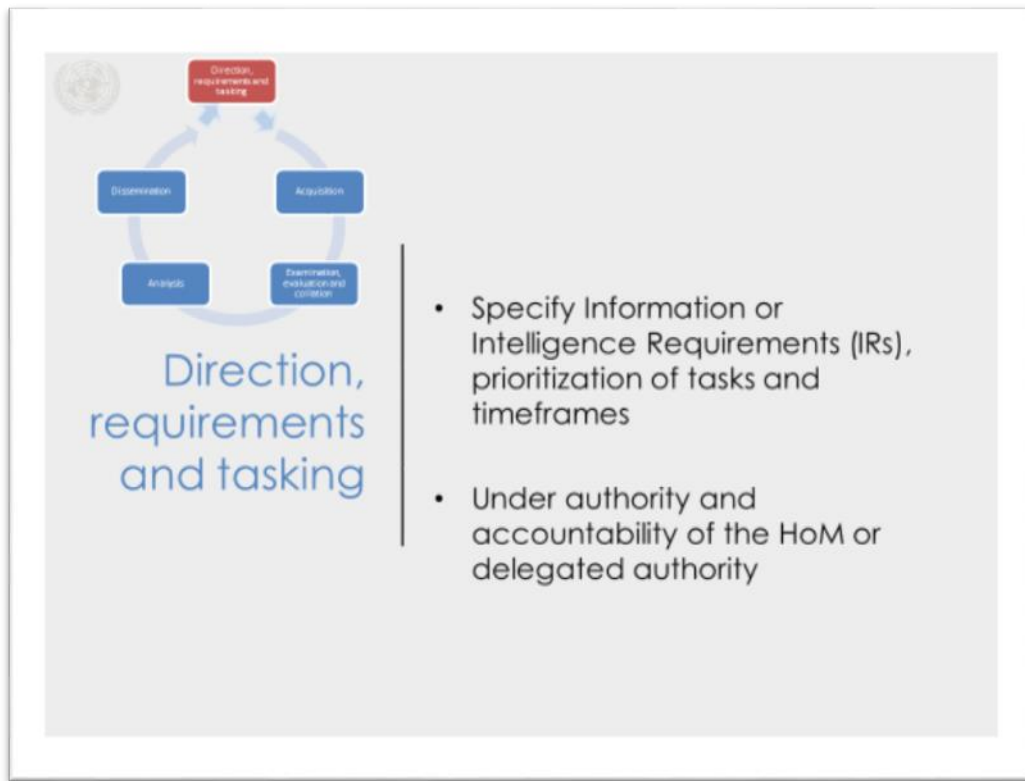 Direction,
requirements and
tasking
Dissemination
Acquisition
Analysis
Examination,
evaluation and
collation
Direction,
requirements
and tasking
• Specify Information or
Intelligence Requirements (IRs),
prioritization of tasks and
timeframes
• Under authority and
accountability of the HoM or
delegated authority